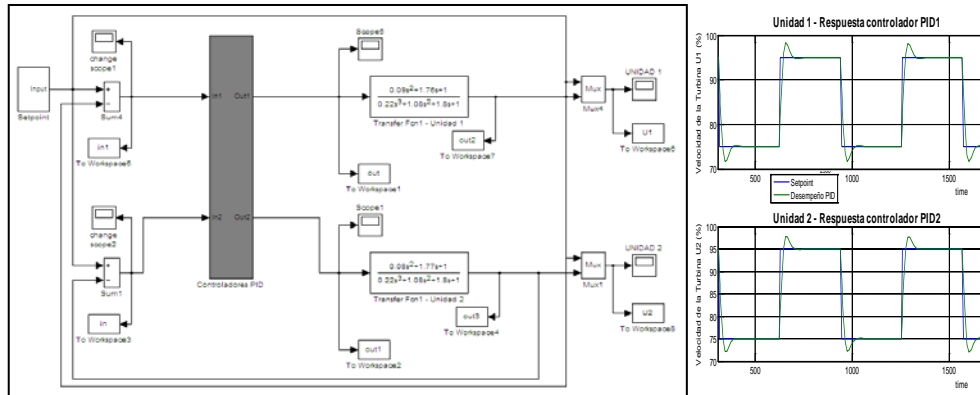 Scope5
change
scope1
Input
Setpoint
Sum4
in1
To Workspace5
In1
Out1
0.08s²+1.76s+1
0.22s³+1.08s²+1.8s+1
Transfer Fcn1 - Unidad 1
out2
To Workspace7
out
To Workspace1
Mux
Mux4
UNIDAD 1
U1
To Workspace6
change
scope2
Sum1
in
To Workspace3
In2
Out2
Controladores PID
Scope1
0.98s²+1.77s+1
0.22s³+1.08s²+1.8s+1
Transfer Fcn1 - Unidad 2
out3
To Workspace4
out1
To Workspace2
Mux
Mux1
UNIDAD 2
U2
To Workspace8
Unidad 1 - Respuesta controlador PID1
Velocidad de la Turbina U1 (%)
100
95
90
80
75
70
500
1000
1500
time
Setpoint
Desempeño PID
Unidad 2 - Respuesta controlador PID2
Velocidad de la Turbina U2 (%)
100
95
90
85
80
75
70
500
1000
1500
time